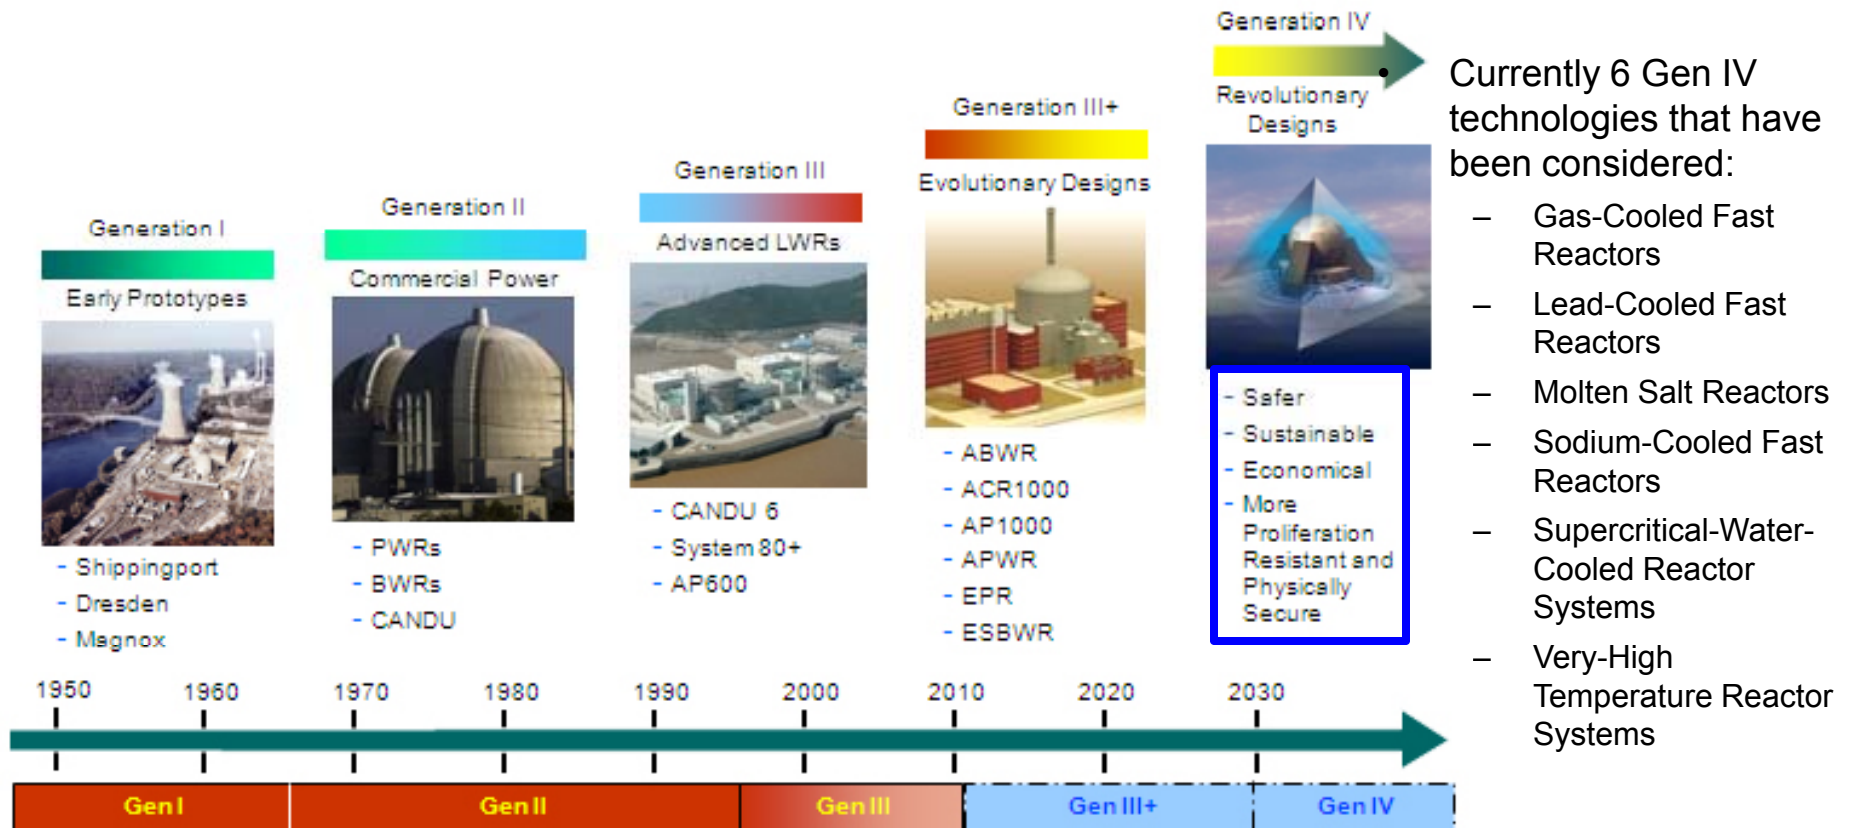 Generation I
Early Prototypes
- Shippingport
- Dresden
- Magnox
Generation II
Commercial Power
- PWRs
- BWRs
- CANDU
Generation III
Advanced LWRs
- CANDU 6
- System 80+
- AP600
Generation III+
Evolutionary Designs
- ABWR
- ACR1000
- AP1000
- APWR
- EPR
- ESBWR
Generation IV
Revolutionary
Designs
- Safer
- Sustainable
- Economical
- More
Proliferation
Resistant and
Physically
Secure
• Currently 6 Gen IV
technologies that have
been considered:
– Gas-Cooled Fast
Reactors
– Lead-Cooled Fast
Reactors
– Molten Salt Reactors
– Sodium-Cooled Fast
Reactors
– Supercritical-Water-
Cooled Reactor
Systems
– Very-High
Temperature Reactor
Systems
1950 1960 1970 1980 1990 2000 2010 2020 2030
Gen I Gen II Gen III Gen III+ Gen IV